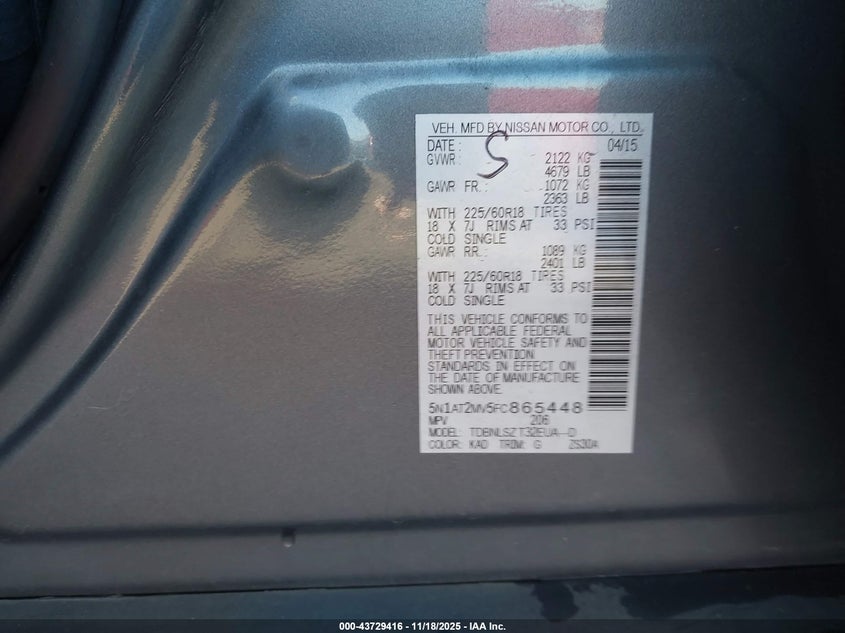 VEH. MFD BY NISSAN MOTOR CO., LTD.
DATE : 04/15
S
GVWR : 2122 KG
4679 LB
GAWR FR. : 1072 KG
2363 LB
WITH 225/60R18 TIRES
18 X 7J RIMS AT 33 PSI
COLD SINGLE
GAWR RR. : 1089 KG
2401 LB
WITH 225/60R18 TIRES
18 X 7J RIMS AT 33 PSI
COLD SINGLE
THIS VEHICLE CONFORMS TO
ALL APPLICABLE FEDERAL
MOTOR VEHICLE SAFETY AND
THEFT PREVENTION
STANDARDS IN EFFECT ON
THE DATE OF MANUFACTURE
SHOWN ABOVE.
5N1AT2MV5FC865448
MPV 206
MODEL: TDBNLSZ T32EUA--D
COLOR: KAD TRIM: G ZS30A
000-43729416 - 11/18/2025 - IAA Inc.